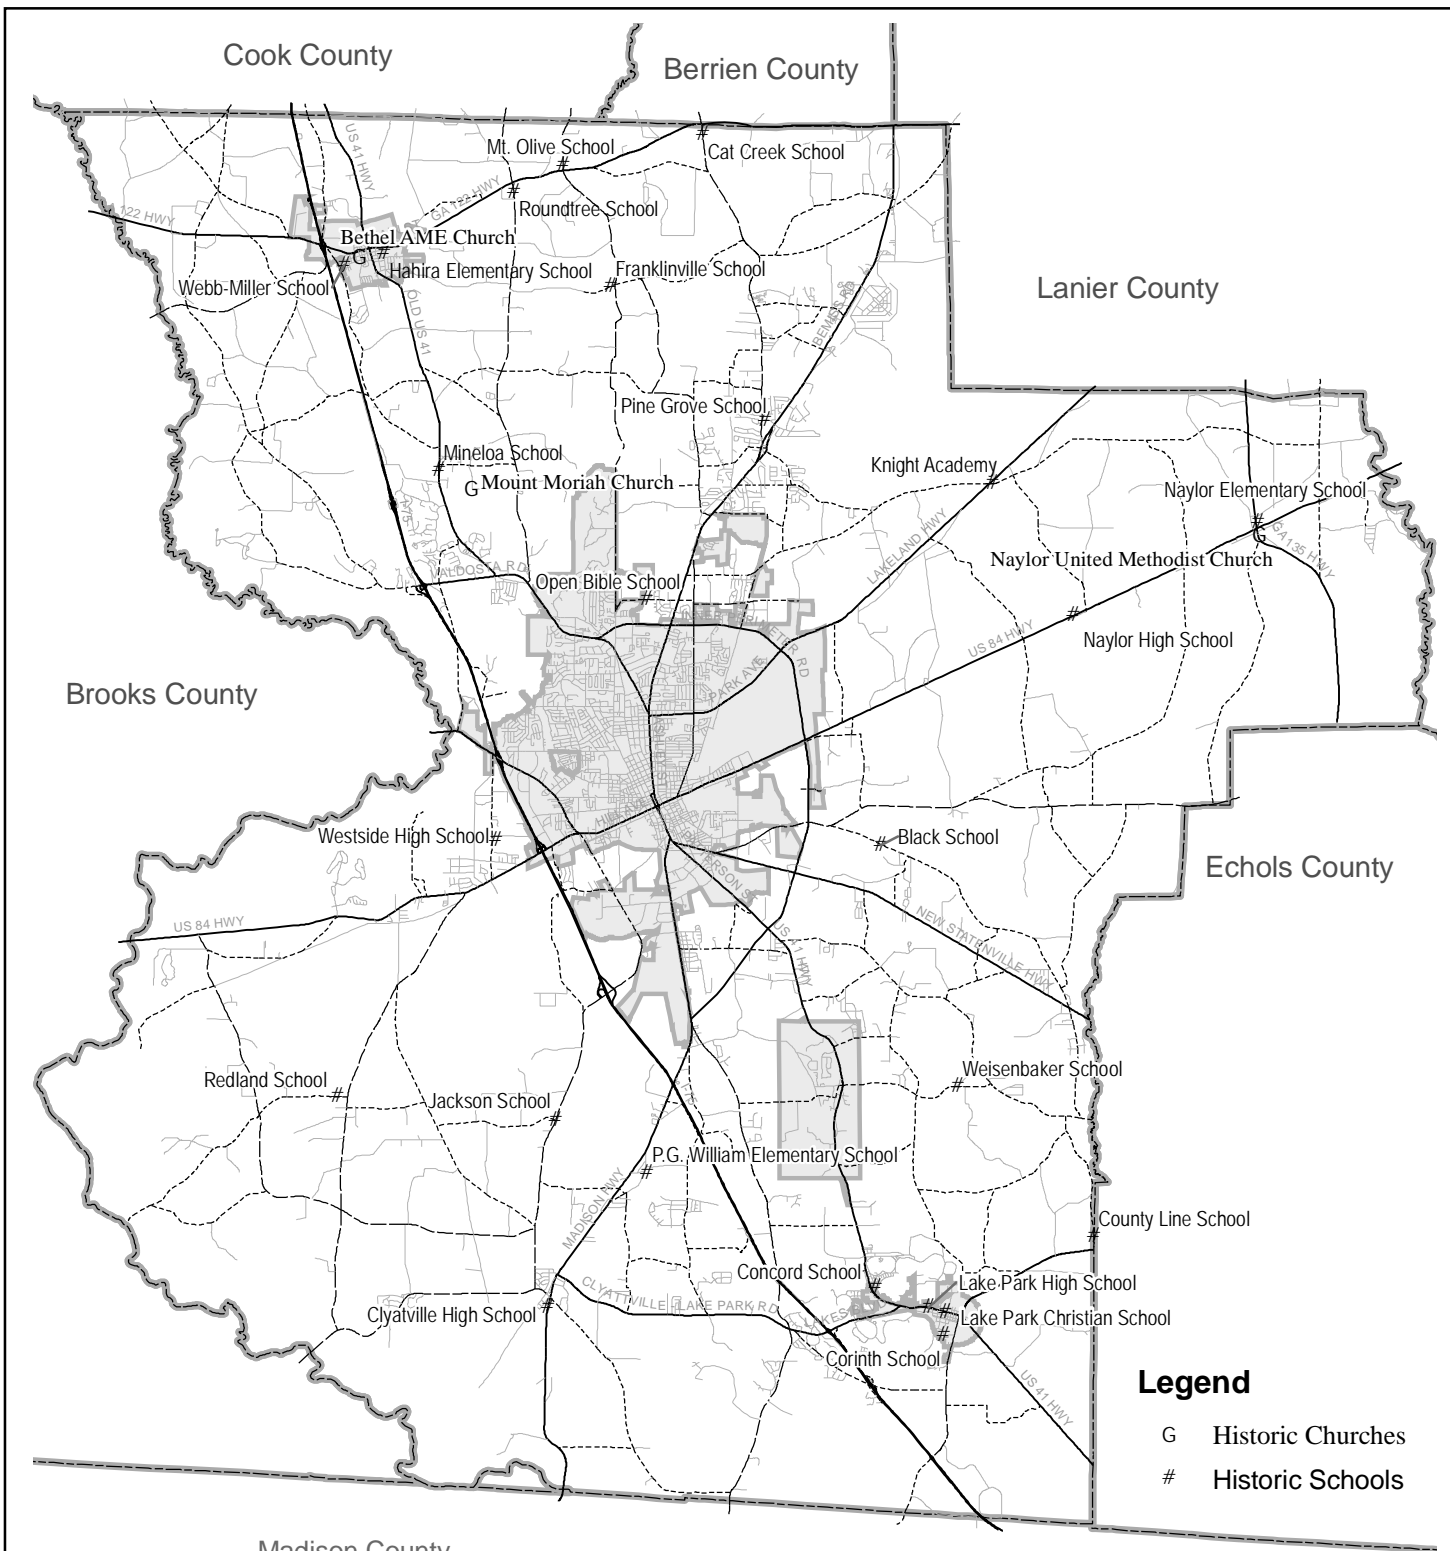 Cook County
Berrien County
US 41 HWY
Mt. Olive School
Cat Creek School
GA 122 HWY
Roundtree School
122 HWY
Bethel AME Church
Hahira Elementary School
Franklinville School
Webb-Miller School
Lanier County
OLD US 41
BEMISS RD
Pine Grove School
Mineloa School
Mount Moriah Church
Knight Academy
Naylor Elementary School
I-75
LAKELAND HWY
GA 135 HWY
Naylor United Methodist Church
VALDOSTA RD
Open Bible School
Naylor High School
US 84 HWY
PARK AVE
Brooks County
Westside High School
Black School
Echols County
US 84 HWY
US 41 HWY
NEW STATENVILLE HWY
Redland School
Weisenbaker School
Jackson School
P.G. William Elementary School
MADISON HWY
County Line School
Concord School
Lake Park High School
CLYATTVILLE-LAKE PARK RD
Clyatville High School
Lake Park Christian School
Corinth School
US 41 HWY
Legend
G Historic Churches
# Historic Schools
Madison County